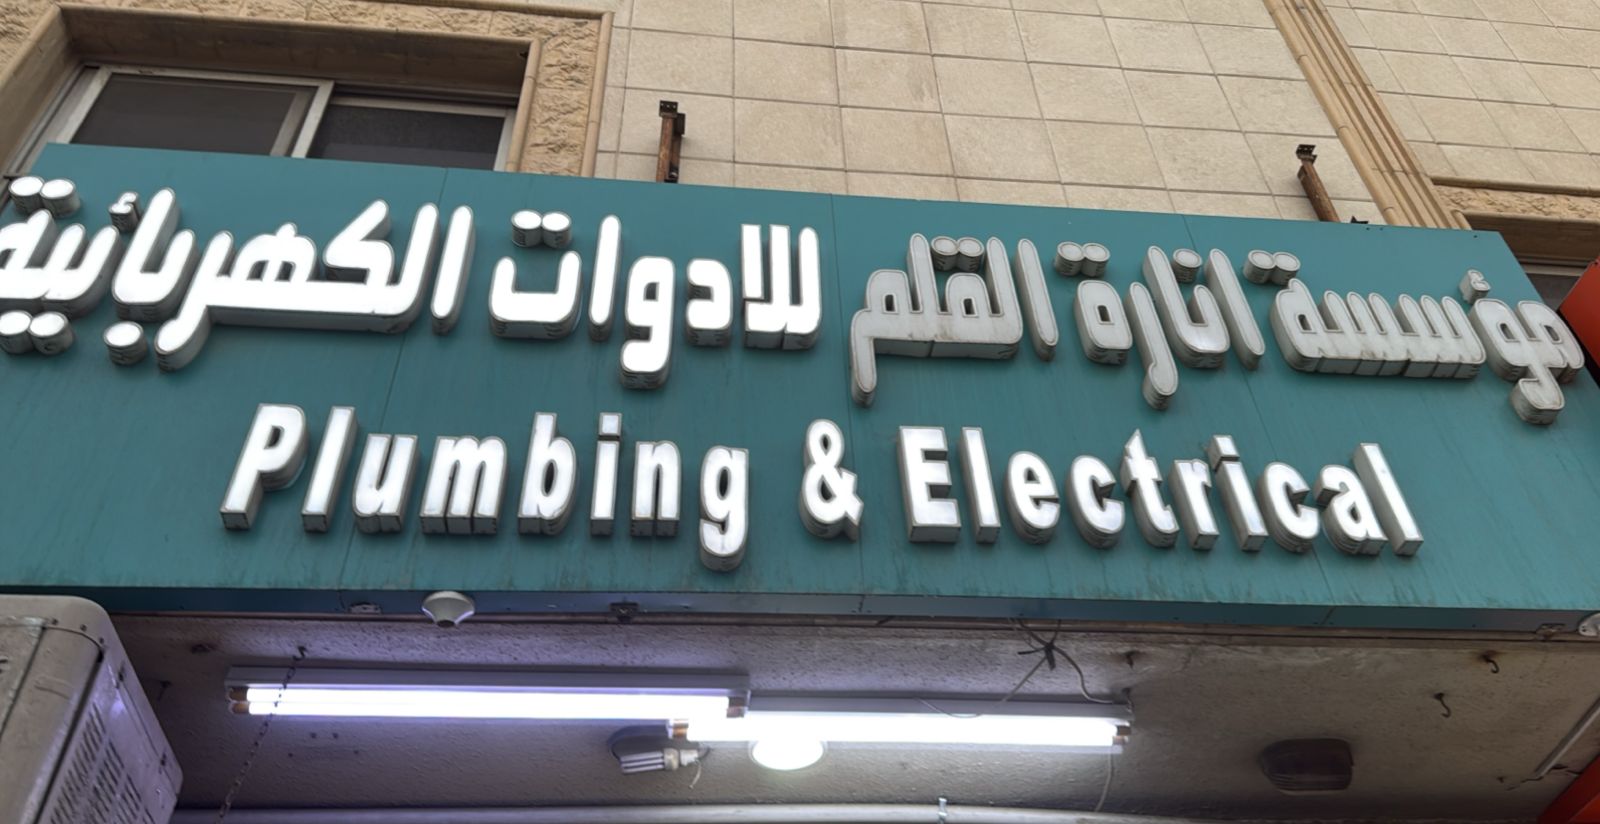 مؤسسة انارة القلم للادوات الكهربائية
Plumbing & Electrical